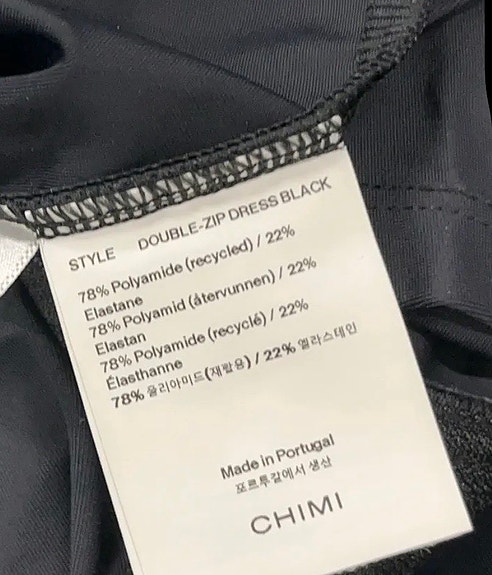 STYLE DOUBLE-ZIP DRESS BLACK
78% Polyamide (recycled) / 22%
Elastane
78% Polyamid (återvunnen) / 22%
Elastan
78% Polyamide (recyclé) / 22%
Élasthanne
78% 폴리아미드(재활용) / 22% 엘라스테인
Made in Portugal
포르투갈에서 생산
CHIMI